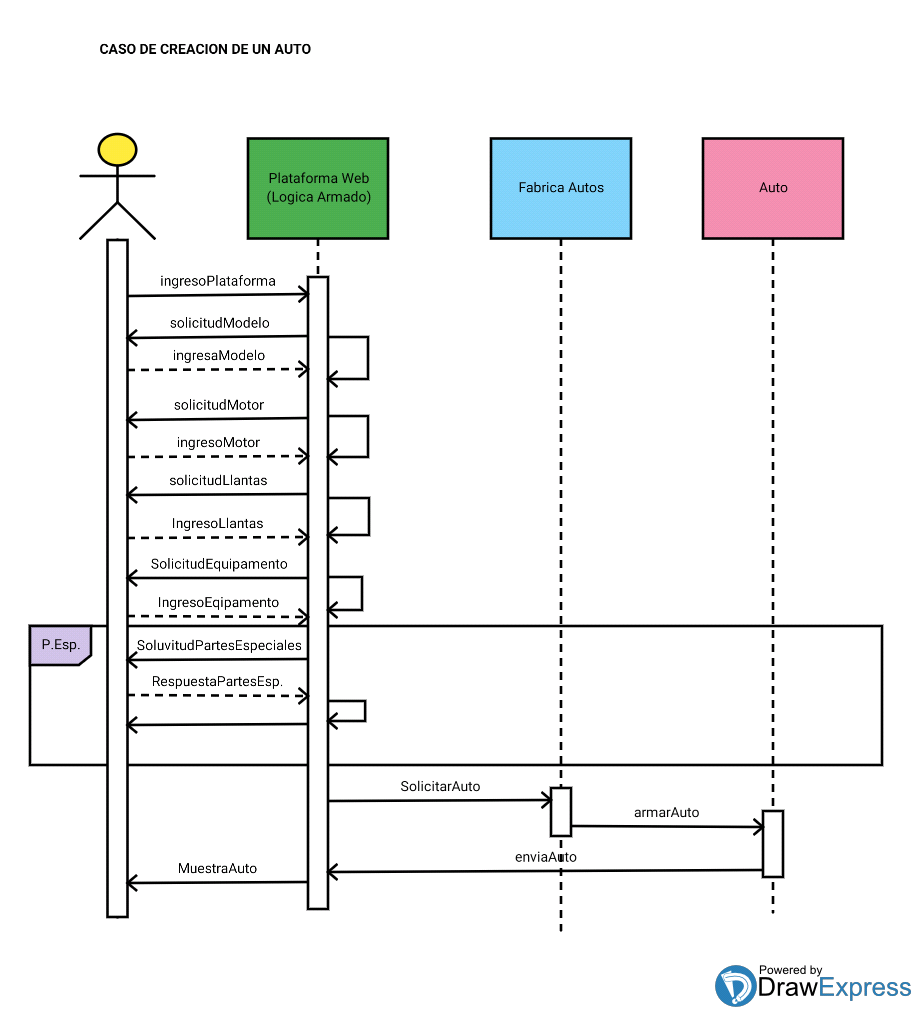 CASO DE CREACION DE UN AUTO
Plataforma Web
(Logica Armado)
Fabrica Autos
Auto
ingresoPlataforma
solicitudModelo
ingresaModelo
solicitudMotor
ingresoMotor
solicitudLlantas
IngresoLlantas
SolicitudEquipamento
IngresoEqipamento
P.Esp.
SoluvitudPartesEspeciales
RespuestaPartesEsp.
SolicitarAuto
armarAuto
enviaAuto
MuestraAuto
Powered by
DrawExpress